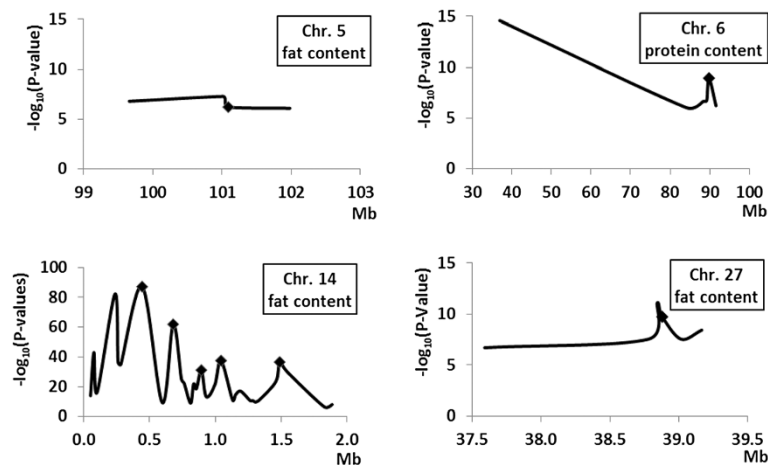 Chr. 5
fat content
-log10(P-value)
15
10
5
0
99 100 101 102 103
Mb
Chr. 6
protein content
-log10(P-value)
15
10
5
0
30 40 50 60 70 80 90 100
Mb
Chr. 14
fat content
-log10(P-values)
100
80
60
40
20
0
0.0 0.5 1.0 1.5 2.0
Mb
Chr. 27
fat content
-log10(P-Value)
15
10
5
0
37.5 38.0 38.5 39.0 39.5
Mb